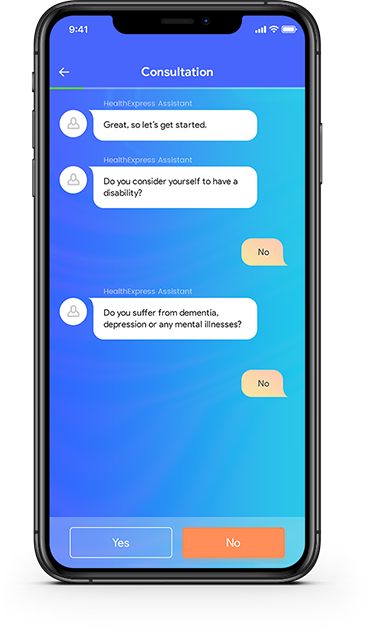 9:41
Consultation
HealthExpress Assistant
Great, so let's get started.
HealthExpress Assistant
Do you consider yourself to have a
disability?
No
HealthExpress Assistant
Do you suffer from dementia,
depression or any mental illnesses?
No
Yes
No